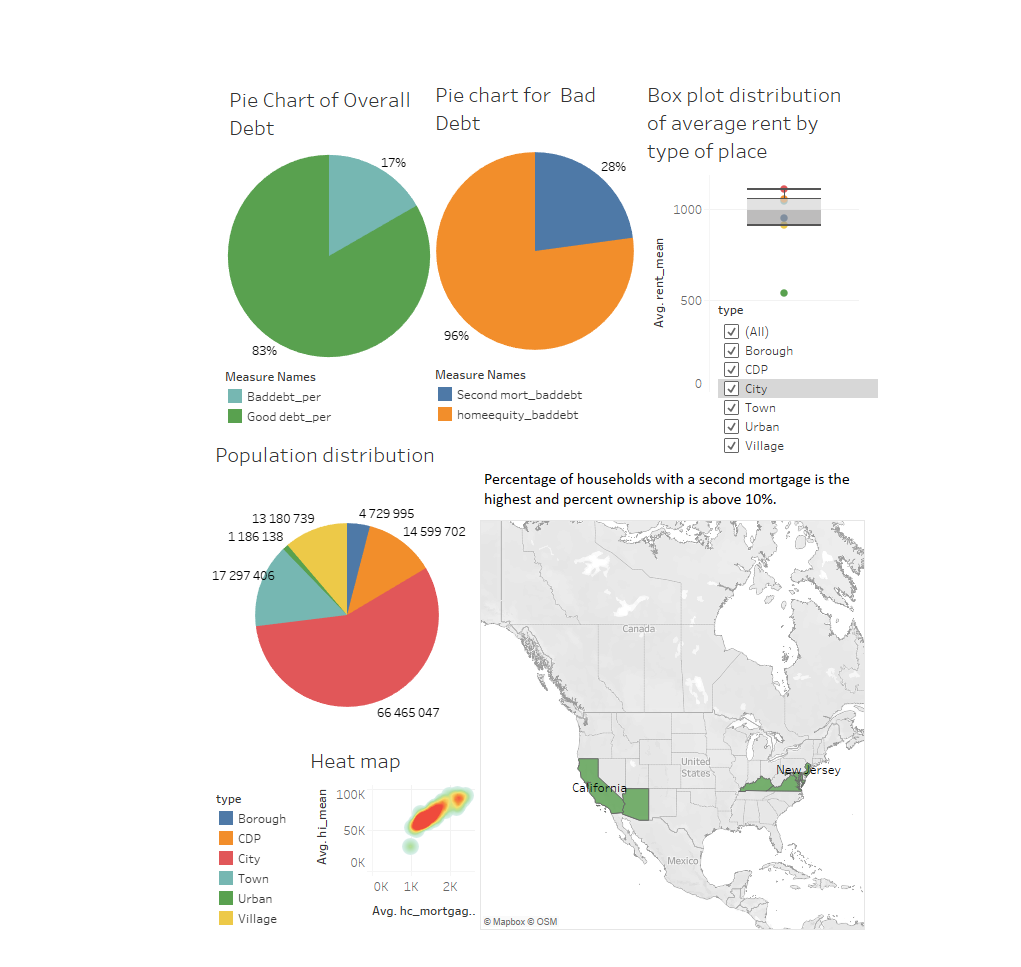 Pie Chart of Overall
Debt
17%
83%
Measure Names
Baddebt_per
Good debt_per
Pie chart for Bad
Debt
28%
96%
Measure Names
Second mort_baddebt
homeequity_baddebt
Box plot distribution
of average rent by
type of place
1000
500
0
Avg. rent_mean
type
(All)
Borough
CDP
City
Town
Urban
Village
Population distribution
13 180 739
4 729 995
1 186 138
14 599 702
17 297 406
66 465 047
Percentage of households with a second mortgage is the
highest and percent ownership is above 10%.
Canada
United
States
New Jersey
California
Mexico
© Mapbox © OSM
Heat map
type
Borough
CDP
City
Town
Urban
Village
Avg. hi_mean
100K
50K
0K
0K 1K 2K
Avg. hc_mortgag..